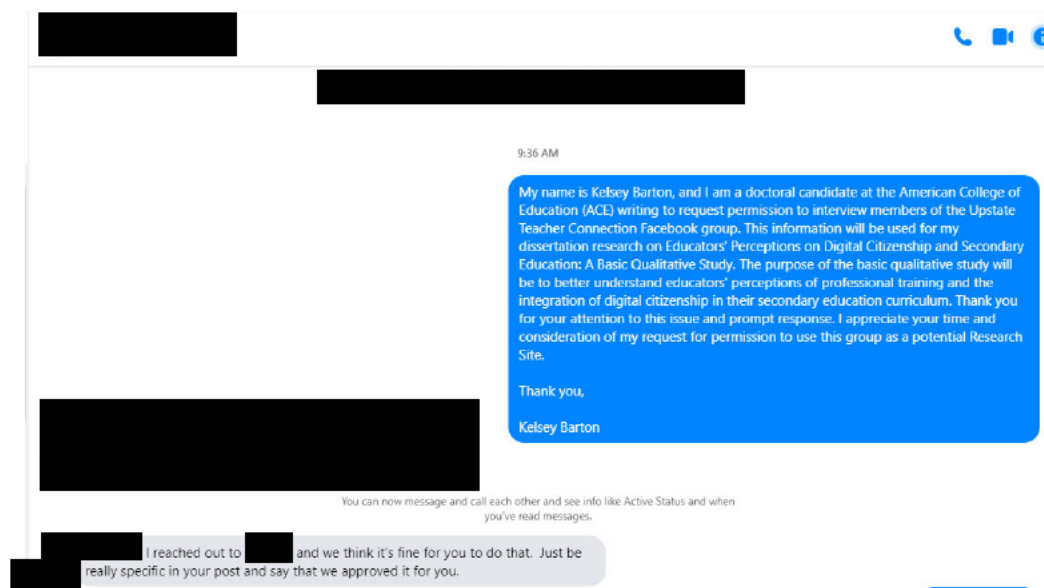 9:36 AM
My name is Kelsey Barton, and I am a doctoral candidate at the American College of
Education (ACE) writing to request permission to interview members of the Upstate
Teacher Connection Facebook group. This information will be used for my
dissertation research on Educators' Perceptions on Digital Citizenship and Secondary
Education: A Basic Qualitative Study. The purpose of the basic qualitative study will
be to better understand educators' perceptions of professional training and the
integration of digital citizenship in their secondary education curriculum. Thank you
for your attention to this issue and prompt response. I appreciate your time and
consideration of my request for permission to use this group as a potential Research
Site.
Thank you,
Kelsey Barton
You can now message and call each other and see info like Active Status and when
you've read messages.
I reached out to and we think it's fine for you to do that. Just be
really specific in your post and say that we approved it for you.